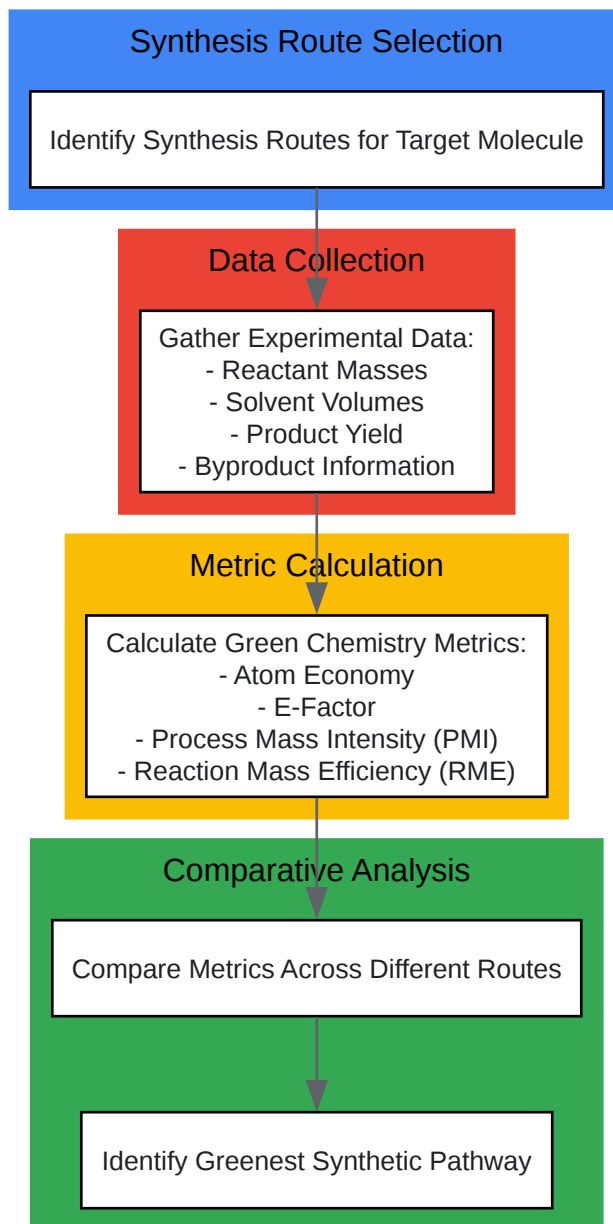 Synthesis Route Selection
Identify Synthesis Routes for Target Molecule
Data Collection
Gather Experimental Data:
- Reactant Masses
- Solvent Volumes
- Product Yield
- Byproduct Information
Metric Calculation
Calculate Green Chemistry Metrics:
- Atom Economy
- E-Factor
- Process Mass Intensity (PMI)
- Reaction Mass Efficiency (RME)
Comparative Analysis
Compare Metrics Across Different Routes
Identify Greenest Synthetic Pathway